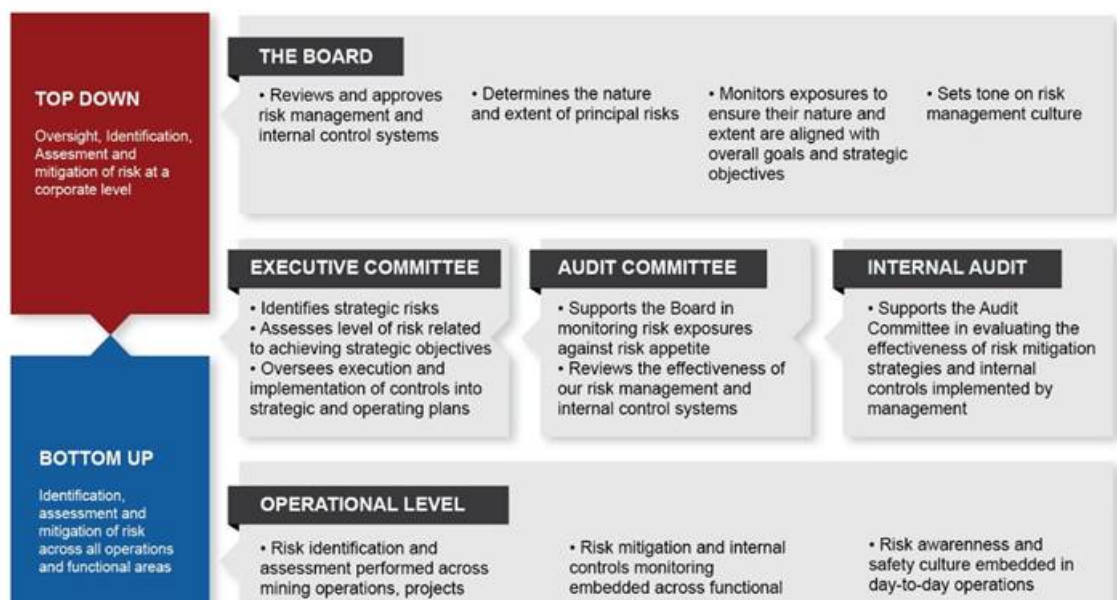 TOP DOWN
Oversight, Identification,
Assesment and
mitigation of risk at a
corporate level
THE BOARD
• Reviews and approves
risk management and
internal control systems
• Determines the nature
and extent of principal risks
• Monitors exposures to
ensure their nature and
extent are aligned with
overall goals and strategic
objectives
• Sets tone on risk
management culture
EXECUTIVE COMMITTEE
• Identifies strategic risks
• Assesses level of risk related
to achieving strategic objectives
• Oversees execution and
implementation of controls into
strategic and operating plans
AUDIT COMMITTEE
• Supports the Board in
monitoring risk exposures
against risk appetite
• Reviews the effectiveness of
our risk management and
internal control systems
INTERNAL AUDIT
• Supports the Audit
Committee in evaluating the
effectiveness of risk mitigation
strategies and internal
controls implemented by
management
BOTTOM UP
Identification,
assessment and
mitigation of risk
across all operations
and functional areas
OPERATIONAL LEVEL
• Risk identification and
assessment performed across
mining operations, projects
• Risk mitigation and internal
controls monitoring
embedded across functional
• Risk awareness and
safety culture embedded in
day-to-day operations